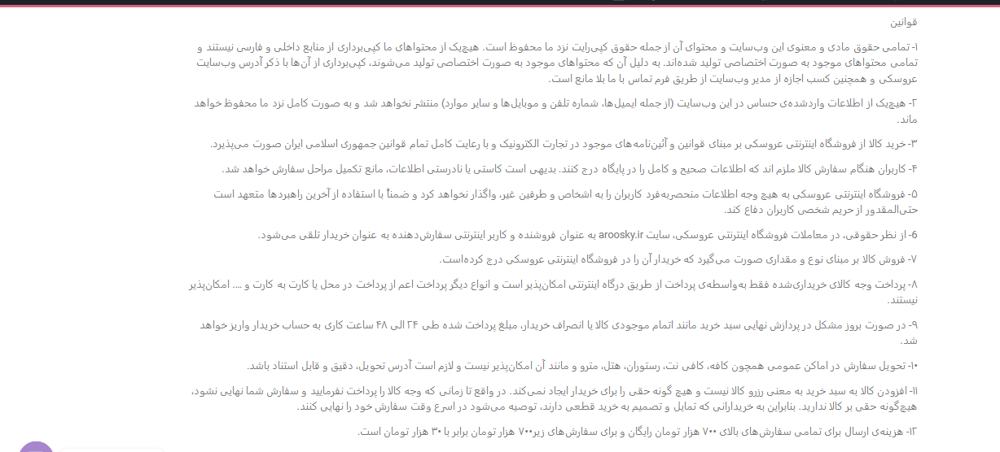 قوانین
۱- تمامی حقوق مادی و معنوی این وب‌سایت و محتوای آن از جمله حقوق کپی‌رایت نزد ما محفوظ است. هیچ‌یک از محتواهای ما کپی‌برداری از منابع داخلی و فارسی نیستند و
تمامی محتواهای موجود به صورت اختصاصی تولید شده‌اند. به دلیل آن که محتواهای موجود به صورت اختصاصی تولید می‌شوند، کپی‌برداری از آن‌ها با ذکر آدرس وب‌سایت
عروسکی و همچنین کسب اجازه از مدیر وب‌سایت از طریق فرم تماس با ما بلا مانع است.
۲- هیچ‌یک از اطلاعات واردشده‌ی حساس در این وب‌سایت (از جمله ایمیل‌ها، شماره تلفن و موبایل‌ها و سایر موارد) منتشر نخواهد شد و به صورت کامل نزد ما محفوظ خواهد
ماند.
۳- خرید کالا از فروشگاه اینترنتی عروسکی بر مبنای قوانین و آئین‌نامه‌های موجود در تجارت الکترونیک و با رعایت کامل تمام قوانین جمهوری اسلامی ایران صورت می‌پذیرد.
۴- کاربران هنگام سفارش کالا ملزم اند که اطلاعات صحیح و کامل را در پایگاه درج کنند. بدیهی است کاستی یا نادرستی اطلاعات، مانع تکمیل مراحل سفارش خواهد شد.
۵- فروشگاه اینترنتی عروسکی به هیچ وجه اطلاعات منحصربه‌فرد کاربران را به اشخاص و طرفین غیر، واگذار نخواهد کرد و ضمناً با استفاده از آخرین راهبردها متعهد است
حتی‌المقدور از حریم شخصی کاربران دفاع کند.
6- از نظر حقوقی، در معاملات فروشگاه اینترنتی عروسکی، سایت aroosky.ir به عنوان فروشنده و کاربر اینترنتی سفارش‌دهنده به عنوان خریدار تلقی می‌شود.
۷- فروش کالا بر مبنای نوع و مقداری صورت می‌گیرد که خریدار آن را در فروشگاه اینترنتی عروسکی درج کرده‌است.
۸- پرداخت وجه کالای خریداری‌شده فقط به‌واسطه‌ی پرداخت از طریق درگاه اینترنتی امکان‌پذیر است و انواع دیگر پرداخت اعم از پرداخت در محل یا کارت به کارت و .... امکان‌پذیر
نیستند.
۹- در صورت بروز مشکل در پردازش نهایی سبد خرید مانند اتمام موجودی کالا یا انصراف خریدار، مبلغ پرداخت شده طی ۲۴ الی ۴۸ ساعت کاری به حساب خریدار واریز خواهد
شد.
۱۰- تحویل سفارش در اماکن عمومی همچون کافه، کافی نت، رستوران، هتل، مترو و مانند آن امکان‌پذیر نیست و لازم است آدرس تحویل، دقیق و قابل استناد باشد.
۱۱- افزودن کالا به سبد خرید به معنی رزرو کالا نیست و هیچ گونه حقی را برای خریدار ایجاد نمی‌کند. در واقع تا زمانی که وجه کالا را پرداخت نفرمایید و سفارش شما نهایی نشود،
هیچ‌گونه حقی بر کالا ندارید. بنابراین به خریدارانی که تمایل و تصمیم به خرید قطعی دارند، توصیه می‌شود در اسرع وقت سفارش خود را نهایی کنند.
۱۲- هزینه‌ی ارسال برای تمامی سفارش‌های بالای ۷۰۰ هزار تومان رایگان و برای سفارش‌های زیر۷۰۰ هزار تومان برابر با ۳۰ هزار تومان است.